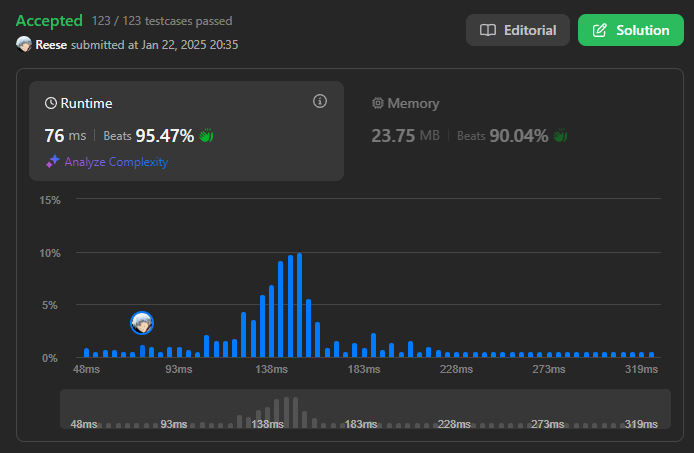 Accepted 123 / 123 testcases passed
Reese submitted at Jan 22, 2025 20:35
Editorial
Solution
Runtime
76 ms | Beats 95.47%
Analyze Complexity
Memory
23.75 MB | Beats 90.04%
15%
10%
5%
0%
48ms 93ms 138ms 183ms 228ms 273ms 319ms
48ms 93ms 138ms 183ms 228ms 273ms 319ms